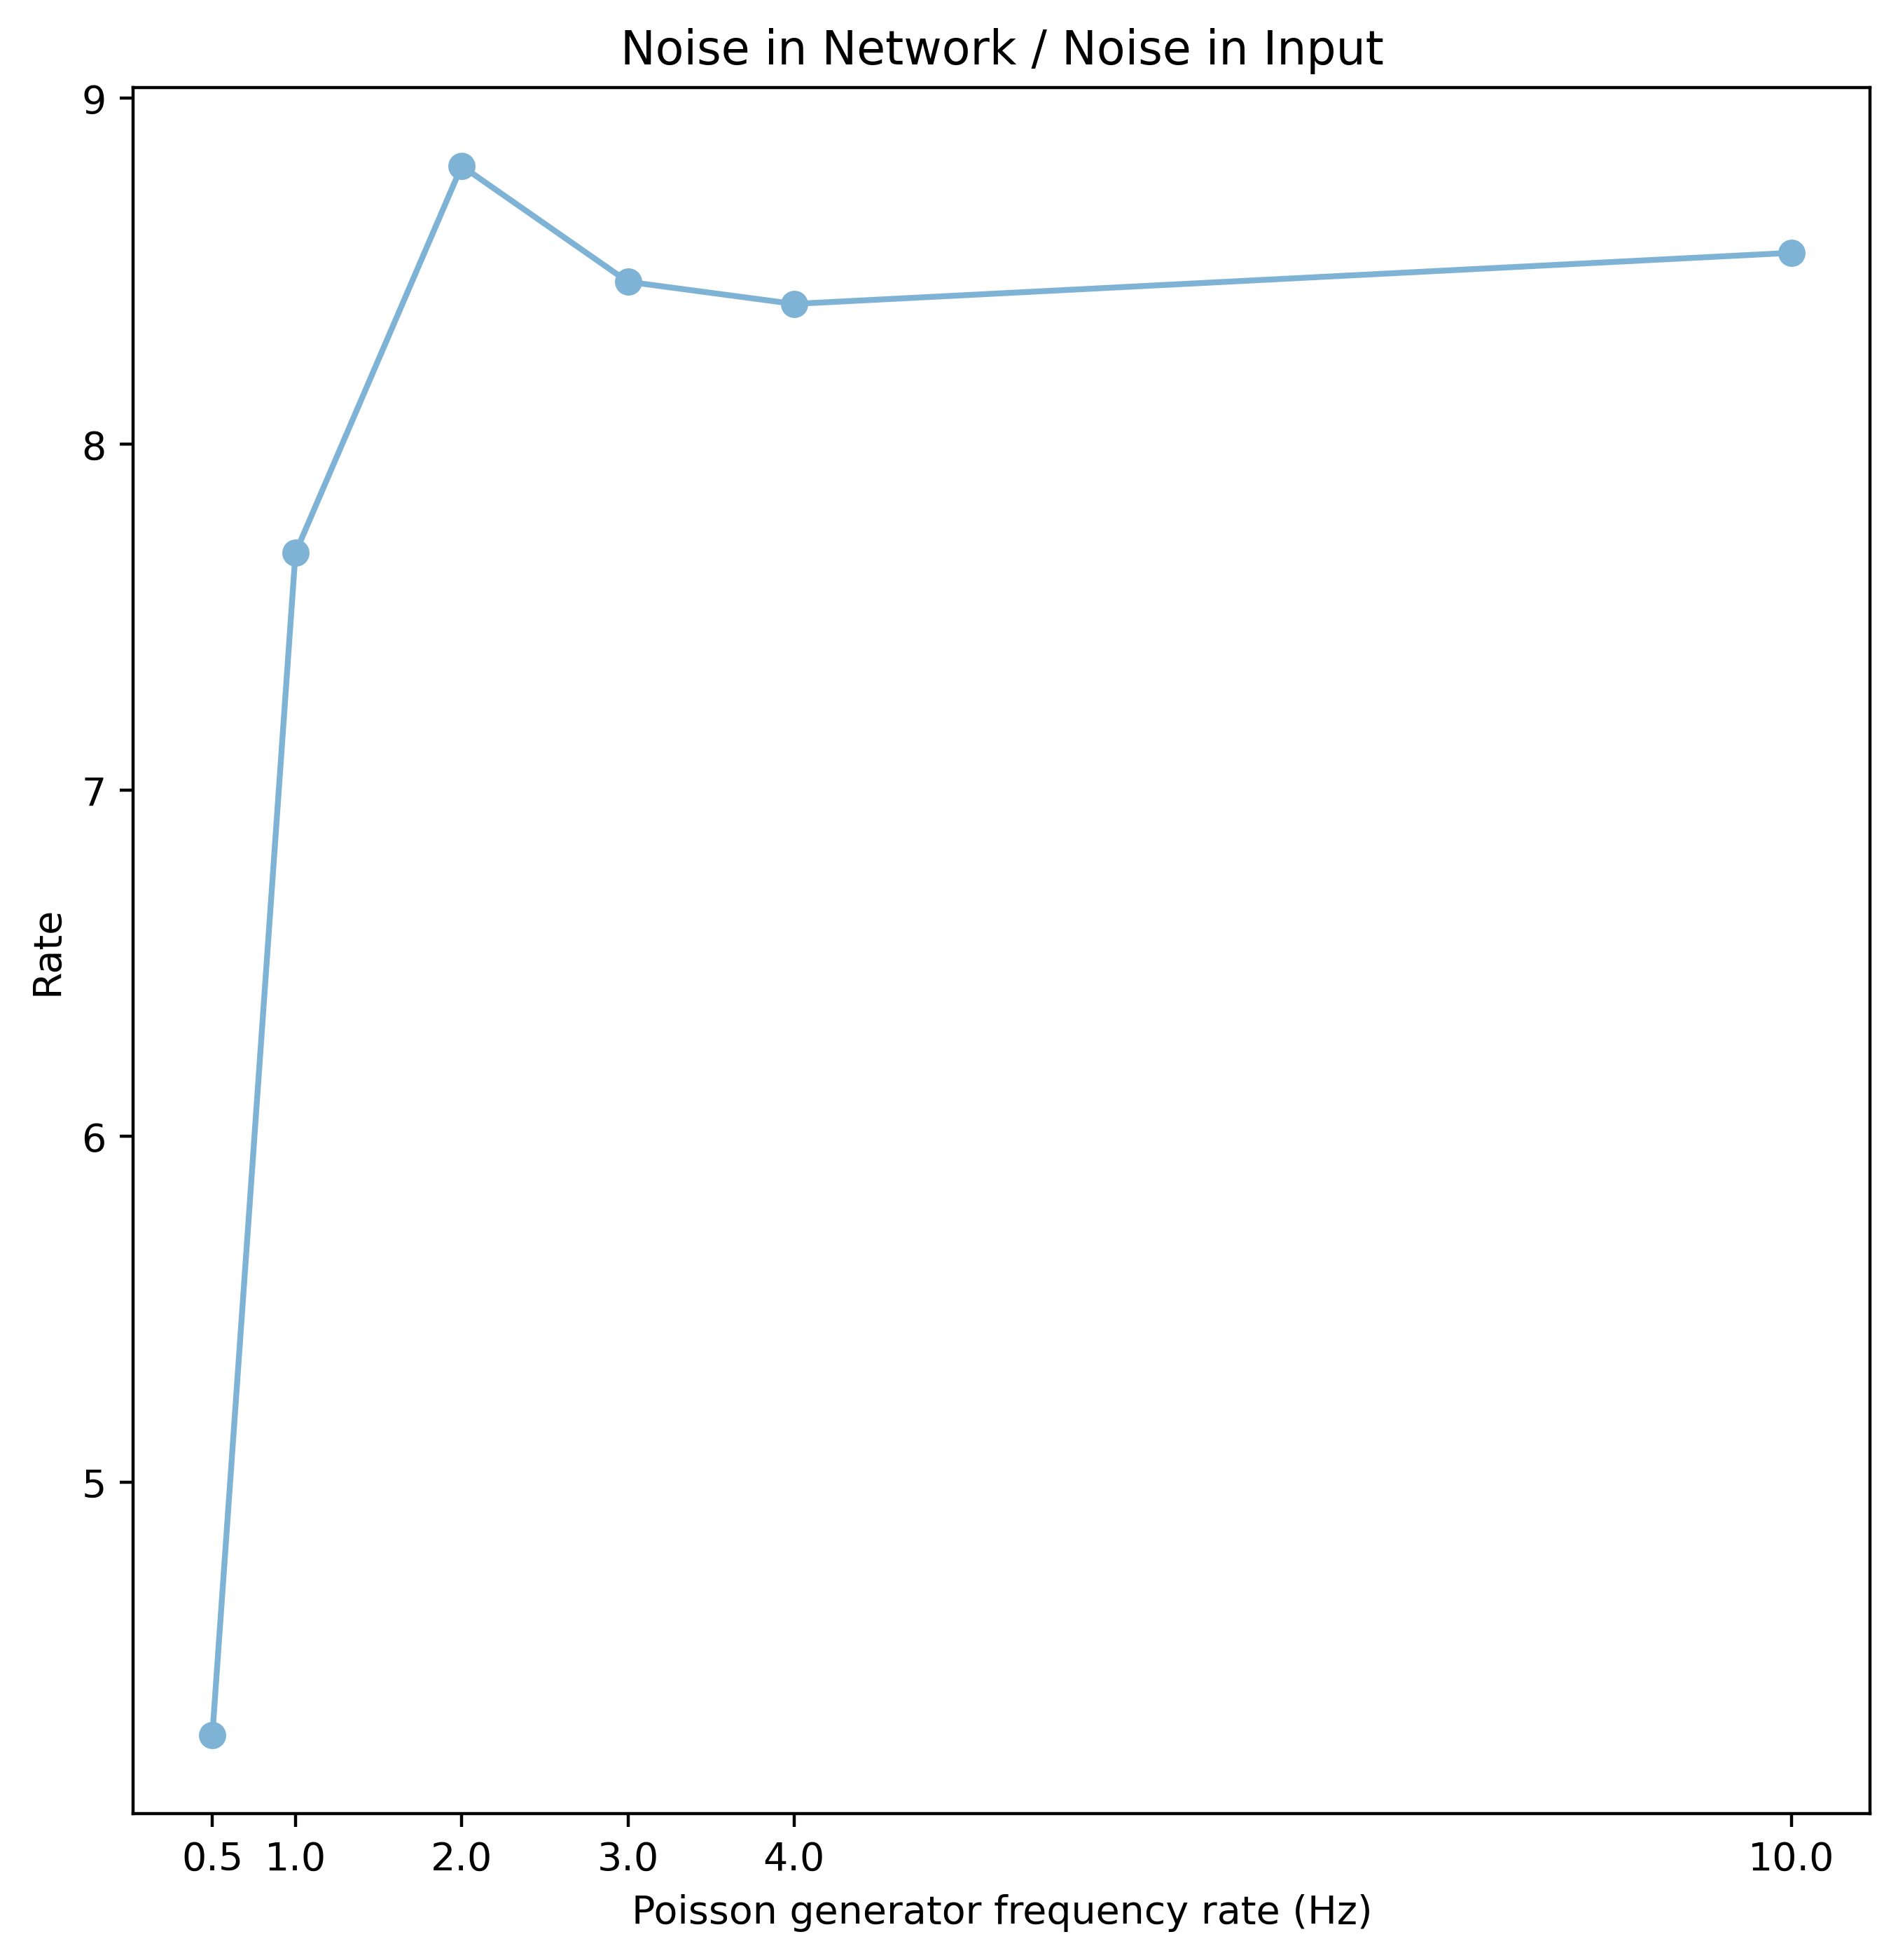 Noise in Network / Noise in Input
9
8
7
6
5
Rate
0.5 1.0 2.0 3.0 4.0 10.0
Poisson generator frequency rate (Hz)